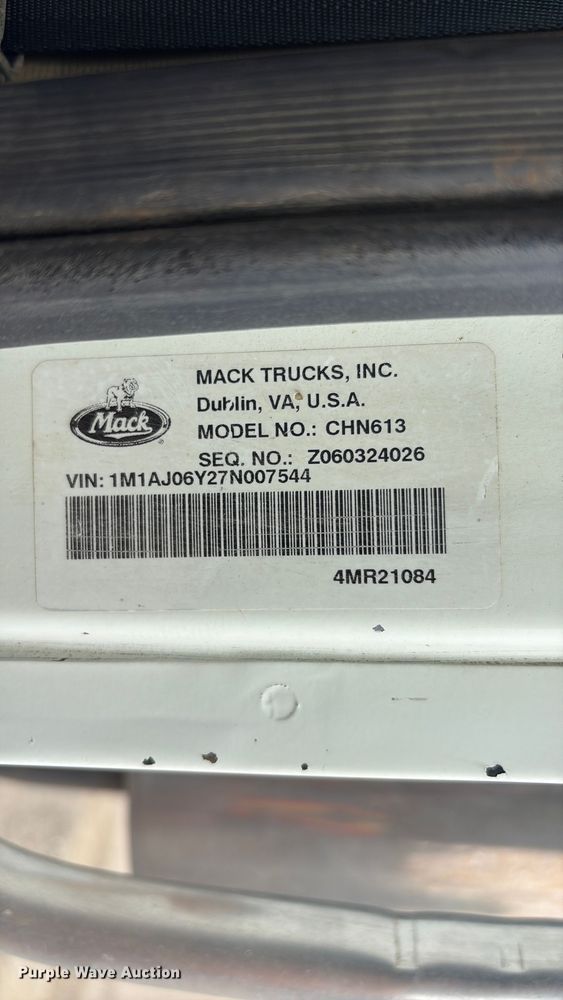 Mack
MACK TRUCKS, INC.
Dublin, VA, U.S.A.
MODEL NO.: CHN613
SEQ. NO.: Z060324026
VIN: 1M1AJ06Y27N007544
4MR21084
Purple Wave Auction